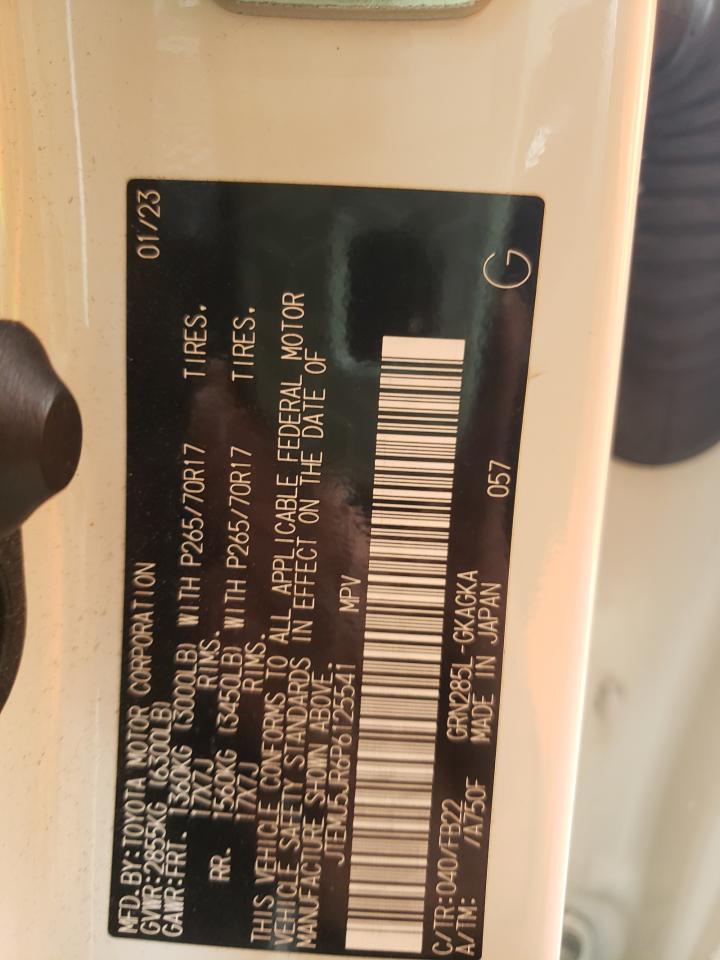 MFD. BY: TOYOTA MOTOR CORPORATION 01/23
GVWR: 2855KG (6300LB)
GAWR: FRT. 1360KG (3000LB) WITH P265/70R17 TIRES,
17X7J RIMS.
RR. 1560KG (3450LB) WITH P265/70R17 TIRES,
17X7J RIMS.
THIS VEHICLE CONFORMS TO ALL APPLICABLE FEDERAL MOTOR
VEHICLE SAFETY STANDARDS IN EFFECT ON THE DATE OF
MANUFACTURE SHOWN ABOVE.
JTENU5JR6P6125541 MPV
C/TR: 040/FB22 GRN285L-GKAGKA 057 G
A/TM: /A750F MADE IN JAPAN